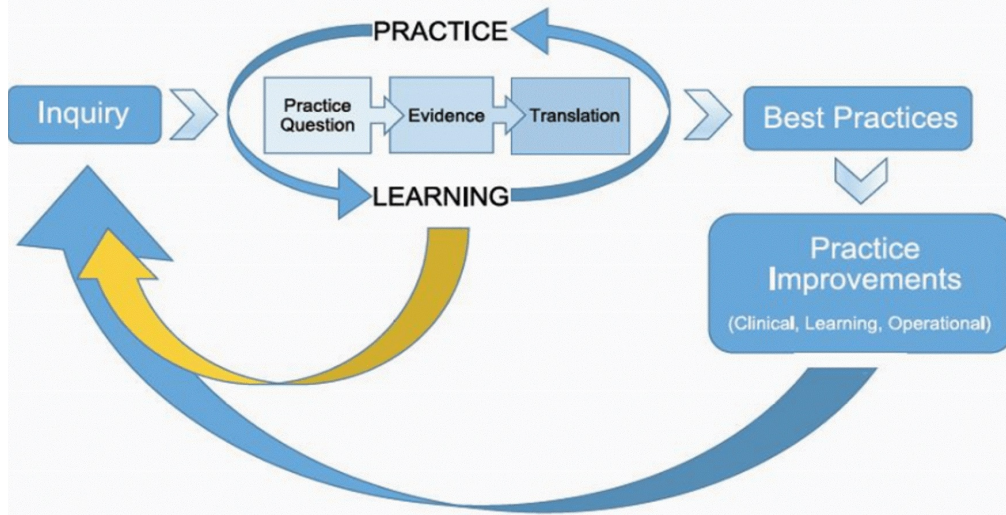 PRACTICE
Inquiry
Practice
Question
Evidence
Translation
LEARNING
Best Practices
Practice
Improvements
(Clinical, Learning, Operational)